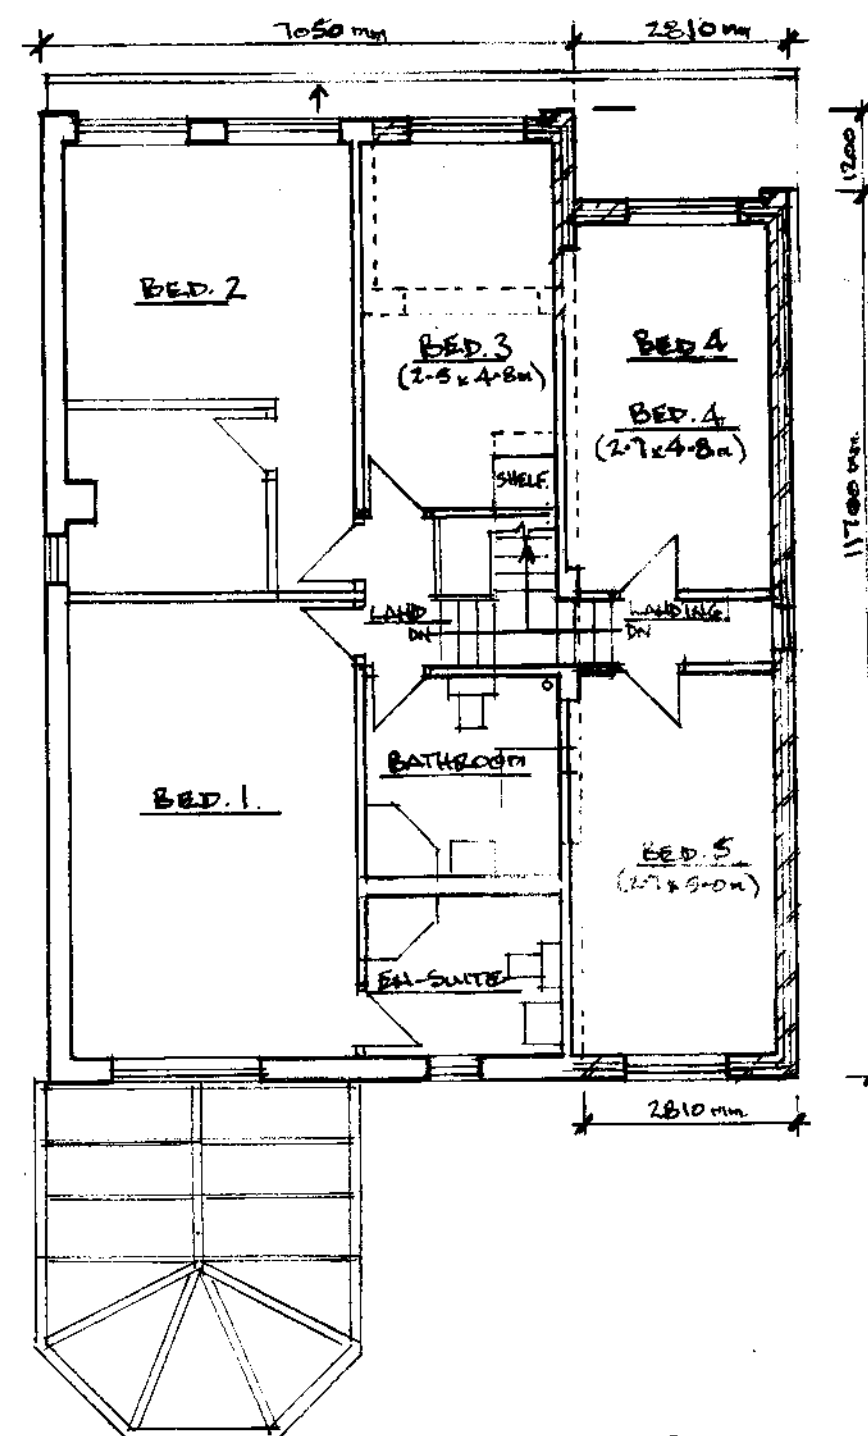 7050 mm
2810 mm
1200
BED. 2
BED. 3
(2.5 x 4.8m)
BED 4
BED. 4
(2.7 x 4.8m)
11700 mm
SHELF
LAND
DN
LANDING
DN
BATHROOM
BED. 1.
BED. 5
(2.7 x 5.0m)
EN-SUITE
2810 mm